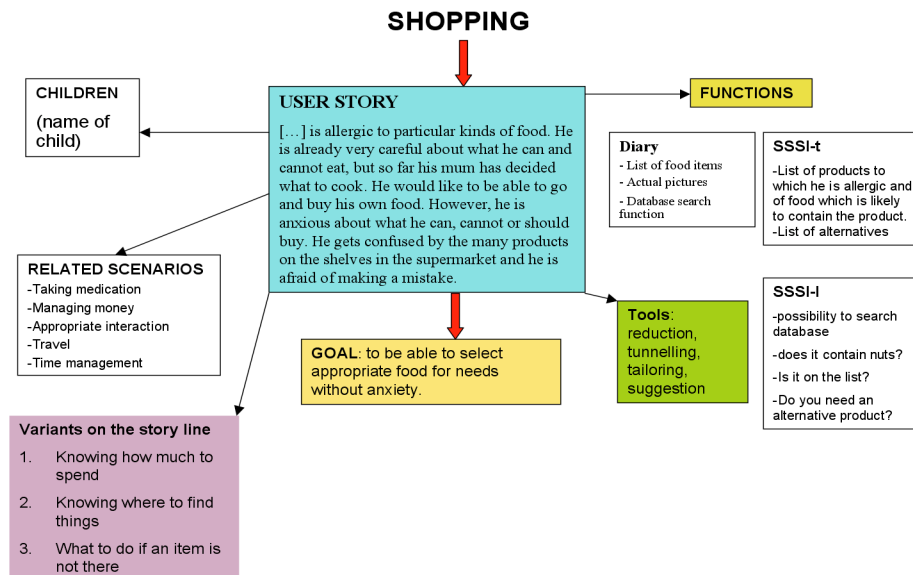 SHOPPING
CHILDREN
(name of
child)
USER STORY
[…] is allergic to particular kinds of food. He
is already very careful about what he can and
cannot eat, but so far his mum has decided
what to cook. He would like to be able to go
and buy his own food. However, he is
anxious about what he can, cannot or should
buy. He gets confused by the many products
on the shelves in the supermarket and he is
afraid of making a mistake.
FUNCTIONS
Diary
- List of food items
- Actual pictures
- Database search
function
SSSI-t
-List of products to
which he is allergic and
of food which is likely
to contain the product.
-List of alternatives
RELATED SCENARIOS
-Taking medication
-Managing money
-Appropriate interaction
-Travel
-Time management
GOAL: to be able to select
appropriate food for needs
without anxiety.
Tools:
reduction,
tunnelling,
tailoring,
suggestion
SSSI-I
-possibility to search
database
-does it contain nuts?
-Is it on the list?
-Do you need an
alternative product?
Variants on the story line
1. Knowing how much to
spend
2. Knowing where to find
things
3. What to do if an item is
not there